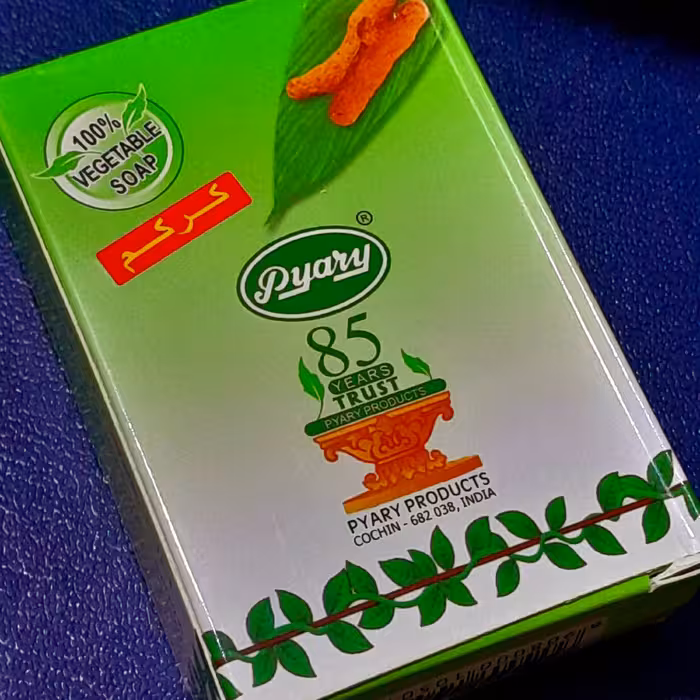 100%
VEGETABLE
SOAP
كركم
Pyary ®
85
YEARS
TRUST
PYARY PRODUCTS
PYARY PRODUCTS
COCHIN - 682 038, INDIA